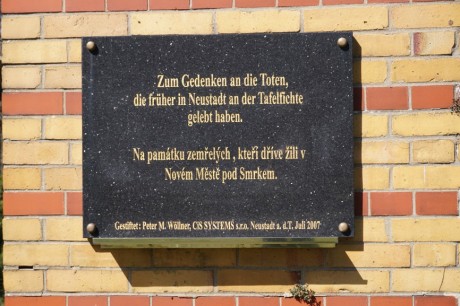 Zum Gedenken an die Toten,
die früher in Neustadt an der Tafelfichte
gelebt haben.
Na památku zemřelých , kteří dříve žili v
Novém Městě pod Smrkem.
Gestiftet: Peter M. Wöllner, CiS SYSTEMS s.r.o. Neustadt a. d.T. Juli 2007